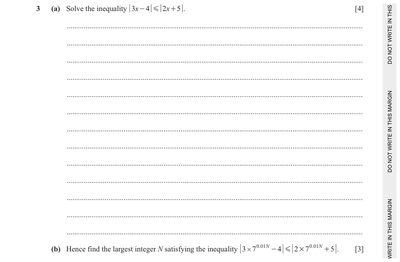 3 (a) Solve the inequality |3x − 4| ⩽ |2x + 5|. [4]
(b) Hence find the largest integer N satisfying the inequality |3 × 7^{0.01N} − 4| ⩽ |2 × 7^{0.01N} + 5|. [3]
DO NOT WRITE IN THIS
DO NOT WRITE IN THIS MARGIN
WRITE IN THIS MARGIN